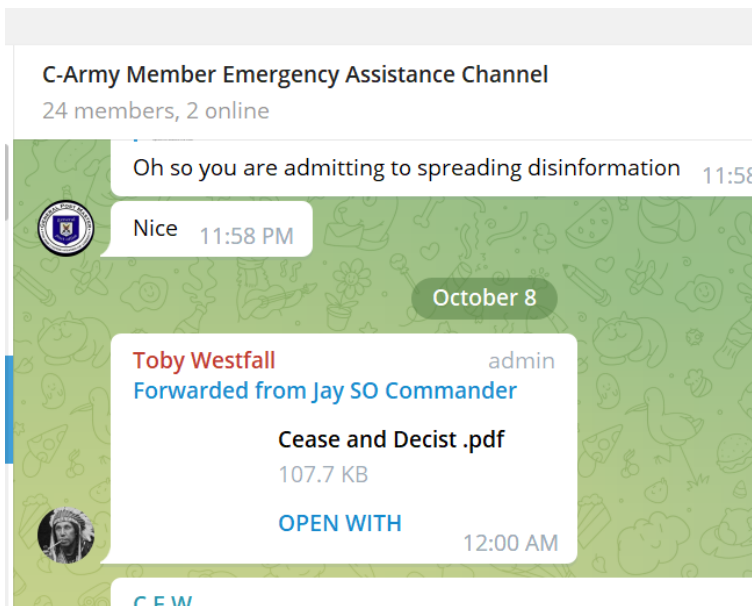 C-Army Member Emergency Assistance Channel
24 members, 2 online
Oh so you are admitting to spreading disinformation 11:58
Nice 11:58 PM
October 8
Toby Westfall admin
Forwarded from Jay SO Commander
Cease and Decist .pdf
107.7 KB
OPEN WITH
12:00 AM
C F W